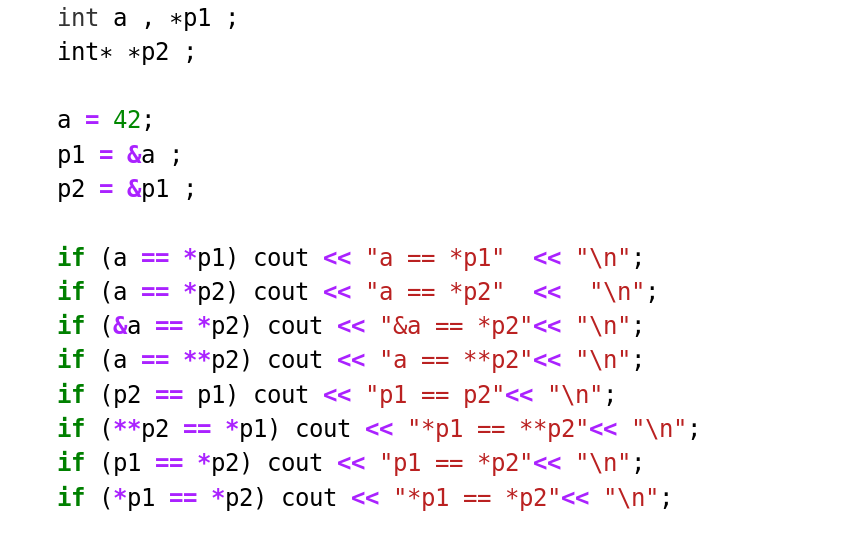 int a , *p1 ;
int* *p2 ;

a = 42;
p1 = &a ;
p2 = &p1 ;

if (a == *p1) cout << "a == *p1"  << "\n";
if (a == *p2) cout << "a == *p2"  <<  "\n";
if (&a == *p2) cout << "&a == *p2"<< "\n";
if (a == **p2) cout << "a == **p2"<< "\n";
if (p2 == p1) cout << "p1 == p2"<< "\n";
if (**p2 == *p1) cout << "*p1 == **p2"<< "\n";
if (p1 == *p2) cout << "p1 == *p2"<< "\n";
if (*p1 == *p2) cout << "*p1 == *p2"<< "\n";